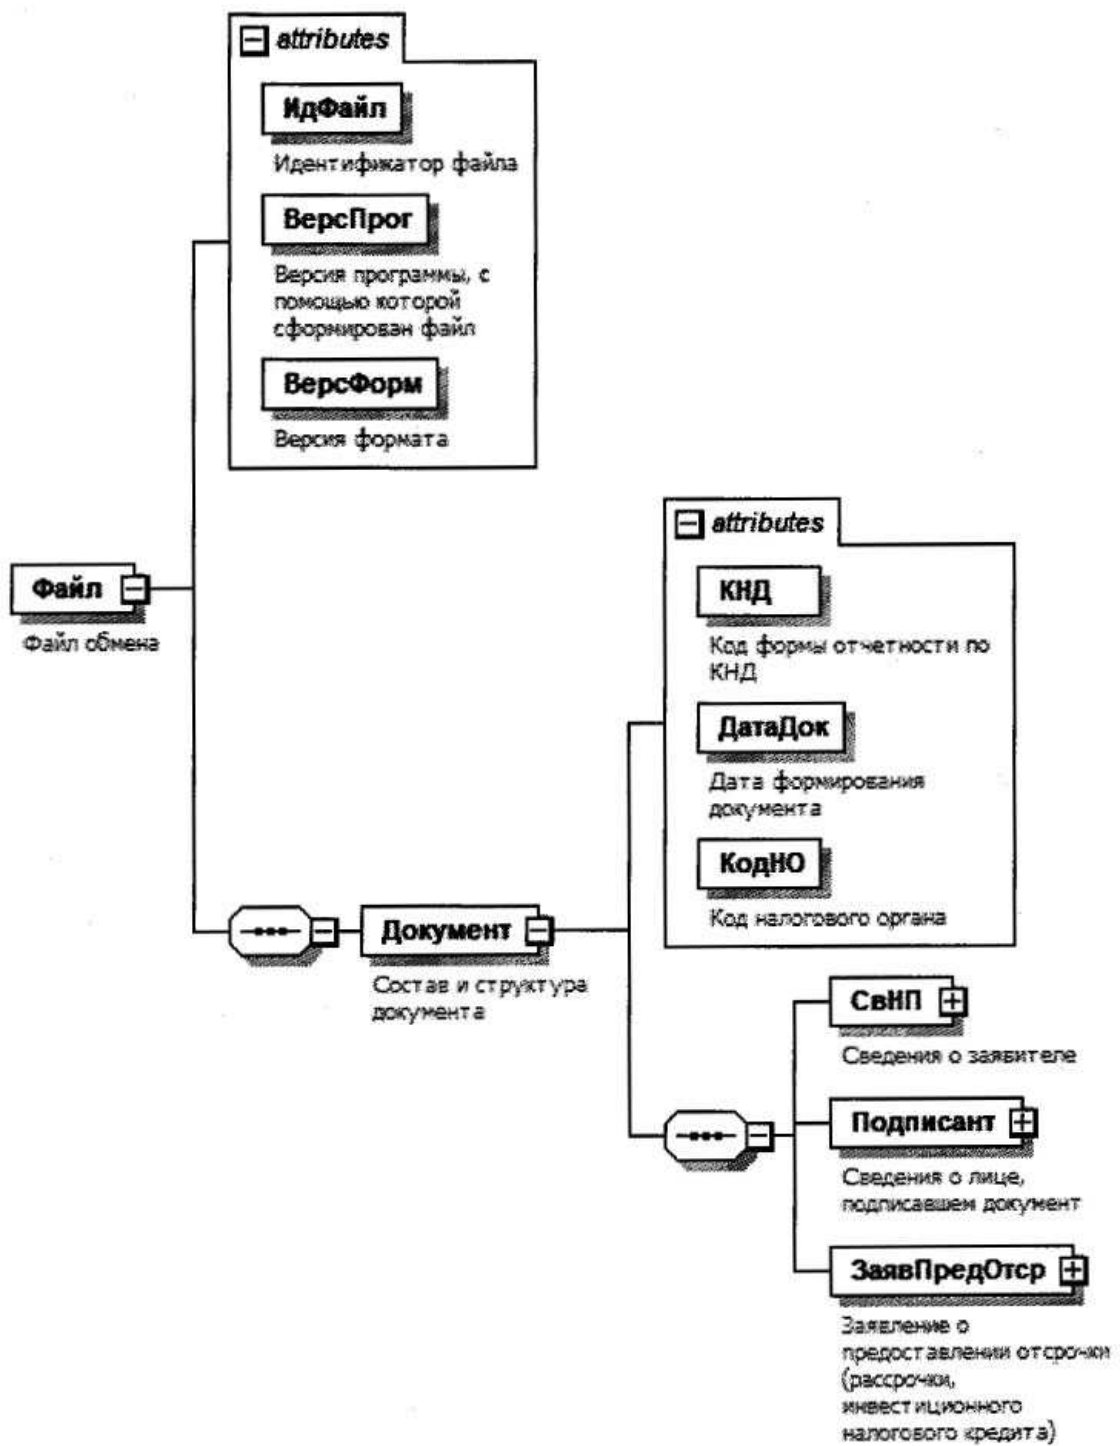 attributes
ИдФайл
Идентификатор файла
ВерсПрог
Версия программы, с
помощью которой
сформирован файл
ВерсФорм
Версия формата
Файл
Файл обмена
Документ
Состав и структура
документа
attributes
КНД
Код формы отчетности по
КНД
ДатаДок
Дата формирования
документа
КодНО
Код налогового органа
СвНП
Сведения о заявителе
Подписант
Сведения о лице,
подписавшем документ
ЗаявПредОтср
Заявление о
предоставлении отсрочки
(рассрочки,
инвестиционного
налогового кредита)